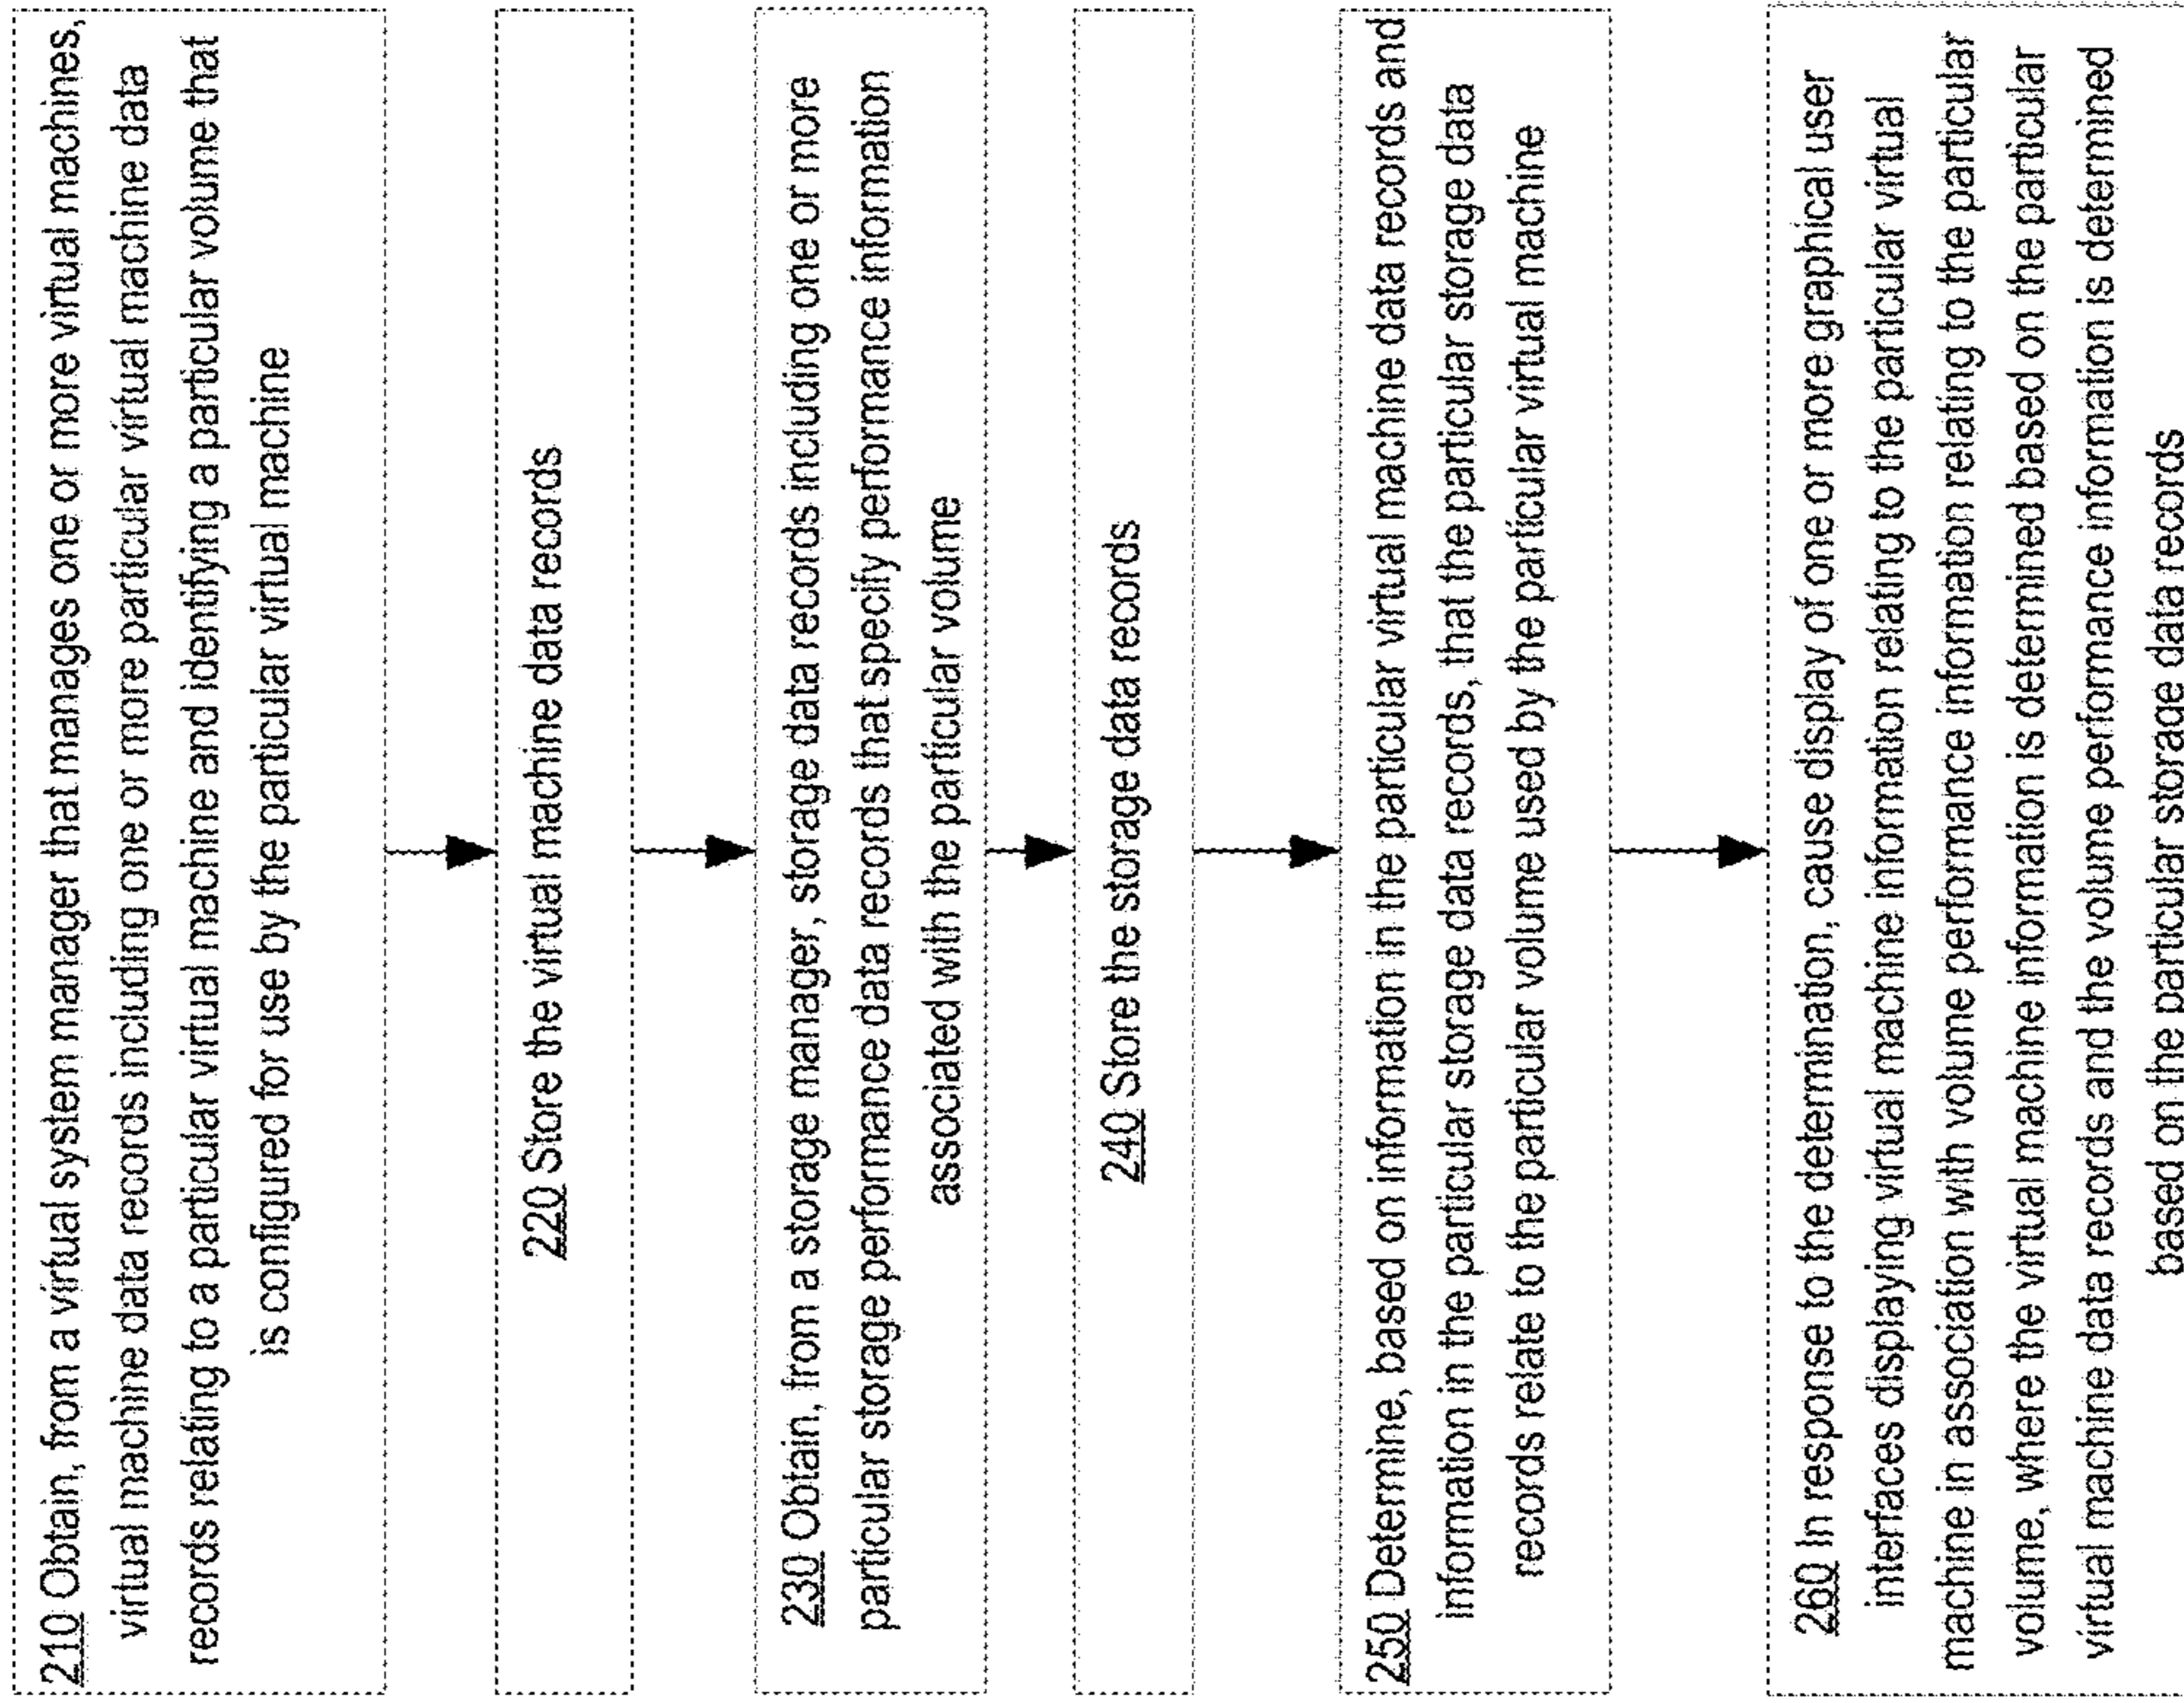 210 Obtain, from a virtual system manager that manages one or more virtual machines,
virtual machine data records including one or more particular virtual machine data
records relating to a particular virtual machine and identifying a particular volume that
is configured for use by the particular virtual machine
220 Store the virtual machine data records
230 Obtain, from a storage manager, storage data records including one or more
particular storage performance data records that specify performance information
associated with the particular volume
240 Store the storage data records
250 Determine, based on information in the particular virtual machine data records and
information in the particular storage data records, that the particular storage data
records relate to the particular volume used by the particular virtual machine
260 In response to the determination, cause display of one or more graphical user
interfaces displaying virtual machine information relating to the particular virtual
machine in association with volume performance information relating to the particular
volume, where the virtual machine information is determined based on the particular
virtual machine data records and the volume performance information is determined
based on the particular storage data records